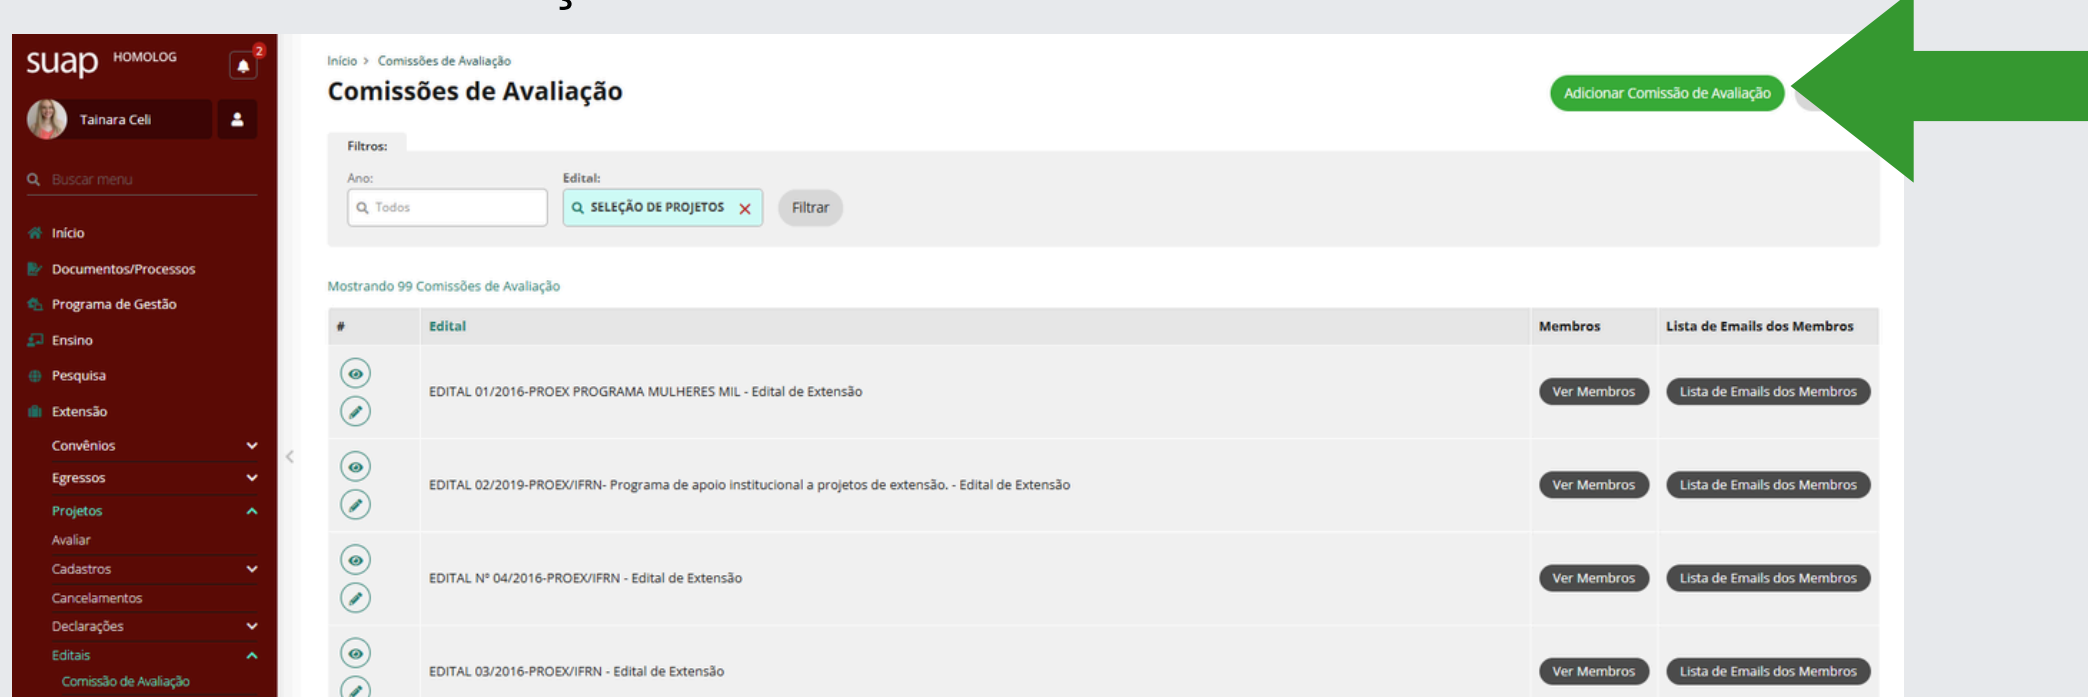 suap HOMOLOG
2
Tainara Celi
Buscar menu
Início
Documentos/Processos
Programa de Gestão
Ensino
Pesquisa
Extensão
Convênios
Egressos
Projetos
Avaliar
Cadastros
Cancelamentos
Declarações
Editais
Comissão de Avaliação
Início > Comissões de Avaliação
Comissões de Avaliação
Adicionar Comissão de Avaliação
Filtros:
Ano:
Edital:
Todos
SELEÇÃO DE PROJETOS
Filtrar
Mostrando 99 Comissões de Avaliação
# Edital Membros Lista de Emails dos Membros
EDITAL 01/2016-PROEX PROGRAMA MULHERES MIL - Edital de Extensão Ver Membros Lista de Emails dos Membros
EDITAL 02/2019-PROEX/IFRN- Programa de apoio institucional a projetos de extensão. - Edital de Extensão Ver Membros Lista de Emails dos Membros
EDITAL Nº 04/2016-PROEX/IFRN - Edital de Extensão Ver Membros Lista de Emails dos Membros
EDITAL 03/2016-PROEX/IFRN - Edital de Extensão Ver Membros Lista de Emails dos Membros